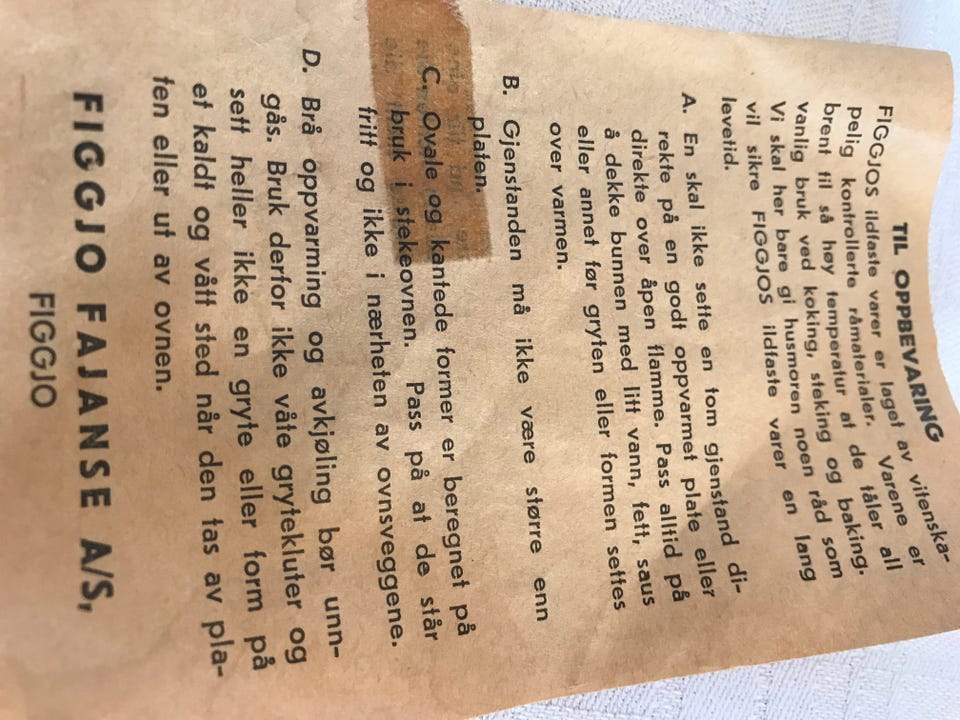 TIL OPPBEVARING
FIGGJOS ildfaste varer er laget av vitenska-
pelig kontrollerte råmaterialer. Varene er
brent til så høy temperatur at de tåler all
vanlig bruk ved koking, steking og baking.
Vi skal her bare gi husmoren noen råd som
vil sikre FIGGJOS ildfaste varer en lang
levetid.
A. En skal ikke sette en tom gjenstand di-
rekte på en godt oppvarmet plate eller
direkte over åpen flamme. Pass alltid på
å dekke bunnen med litt vann, fett, saus
eller annet før gryten eller formen settes
over varmen.
B. Gjenstanden må ikke være større enn
platen.
C. Ovale og kantede former er beregnet på
bruk i stekeovnen. Pass på at de står
fritt og ikke i nærheten av ovnsveggene.
D. Brå oppvarming og avkjøling bør unn-
gås. Bruk derfor ikke våte grytekluter og
sett heller ikke en gryte eller form på
et kaldt og vått sted når den tas av pla-
ten eller ut av ovnen.
FIGGJO FAJANSE A/S,
FIGGJO